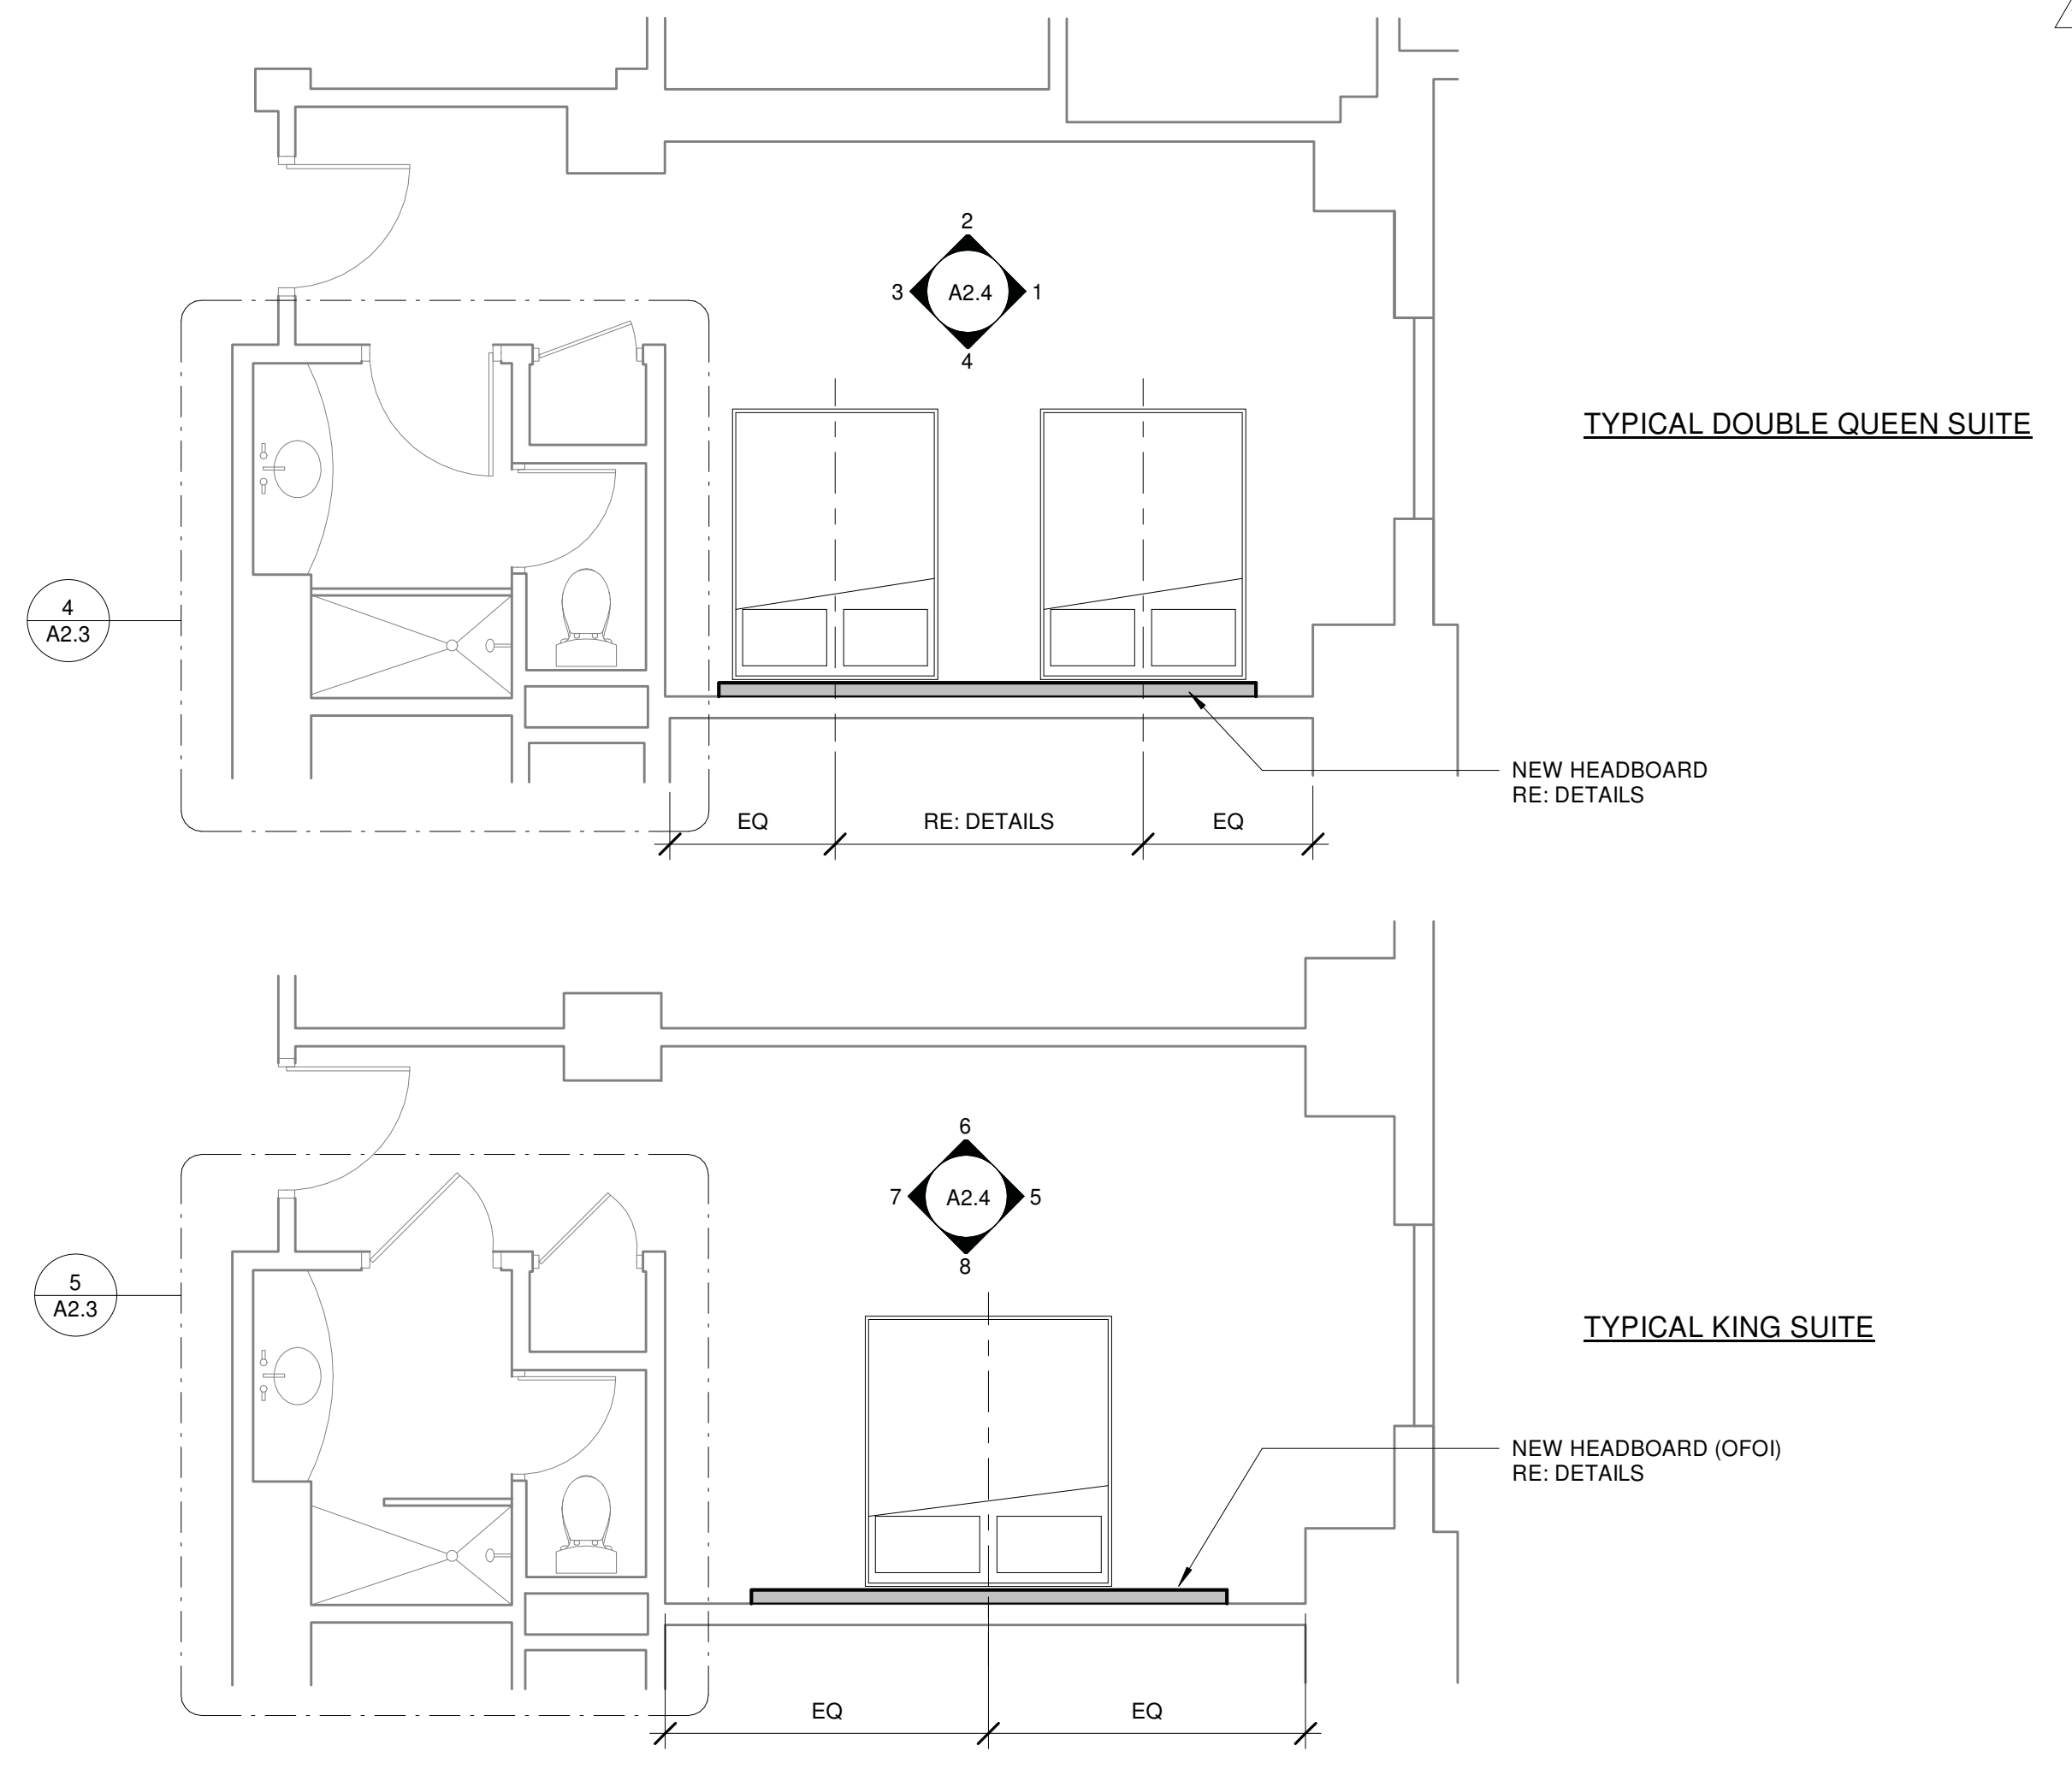 2
3
A2.4
1
4
TYPICAL DOUBLE QUEEN SUITE
4
A2.3
NEW HEADBOARD
RE: DETAILS
EQ
RE: DETAILS
EQ
6
7
A2.4
5
8
5
A2.3
TYPICAL KING SUITE
NEW HEADBOARD (OFOI)
RE: DETAILS
EQ
EQ